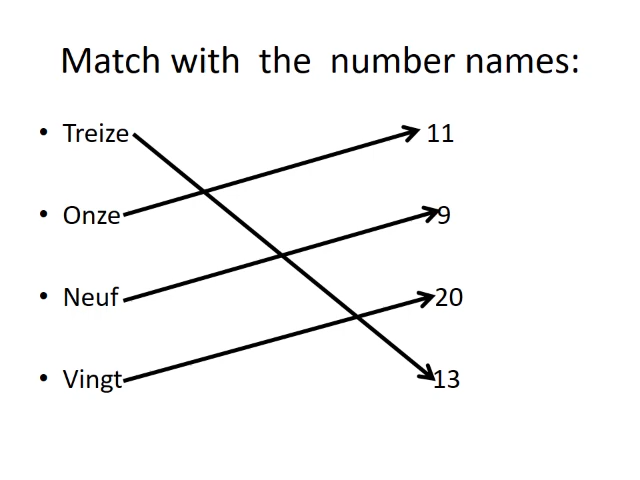 Match with the number names:
• Treize 11
• Onze 9
• Neuf 20
• Vingt 13